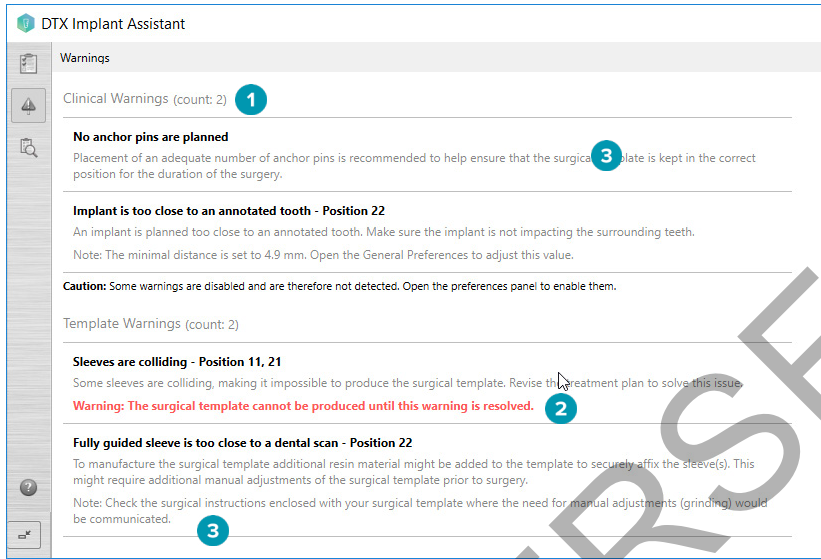 DTX Implant Assistant
Warnings
Clinical Warnings (count: 2) 1
No anchor pins are planned
Placement of an adequate number of anchor pins is recommended to help ensure that the 3 is kept in the correct
position for the duration of the surgery.
Implant is too close to an annotated tooth - Position 22
An implant is planned too close to an annotated tooth. Make sure the implant is not impacting the surrounding teeth.
Note: The minimal distance is set to 4.9 mm. Open the General Preferences to adjust this value.
Caution: Some warnings are disabled and are therefore not detected. Open the preferences panel to enable them.
Template Warnings (count: 2)
Sleeves are colliding - Position 11, 21
Some sleeves are colliding, making it impossible to produce the surgical template. Revise the treatment plan to solve this issue.
Warning: The surgical template cannot be produced until this warning is resolved. 2
Fully guided sleeve is too close to a dental scan - Position 22
To manufacture the surgical template additional resin material might be added to the template to securely affix the sleeve(s). This
might require additional manual adjustments of the surgical template prior to surgery.
Note: Check the surgical instructions enclosed with your surgical template where the need for manual adjustments (grinding) would
be communicated.
3
?